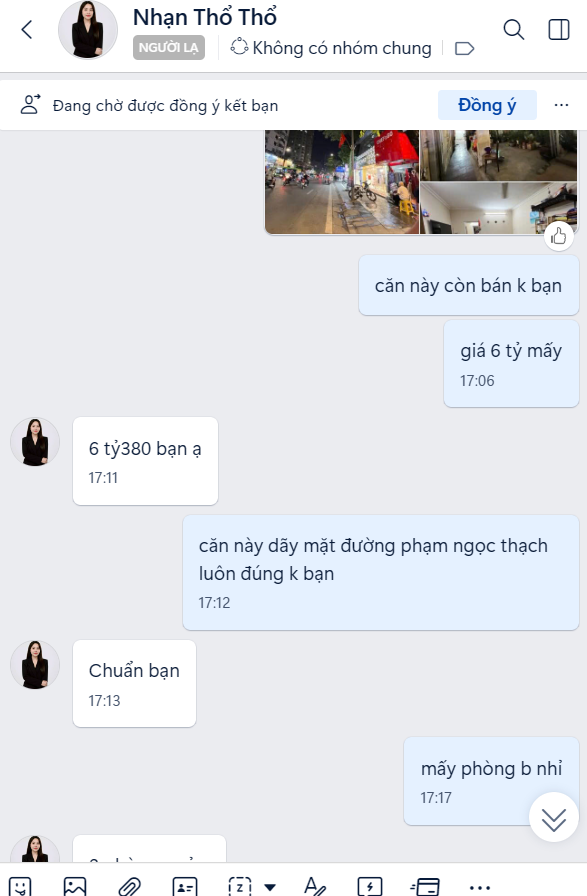 Nhạn Thổ Thổ
NGƯỜI LẠ
Không có nhóm chung
Đang chờ được đồng ý kết bạn
Đồng ý
căn này còn bán k bạn
giá 6 tỷ mấy
17:06
6 tỷ380 bạn ạ
17:11
căn này dãy mặt đường phạm ngọc thạch
luôn đúng k bạn
17:12
Chuẩn bạn
17:13
mấy phòng b nhỉ
17:17